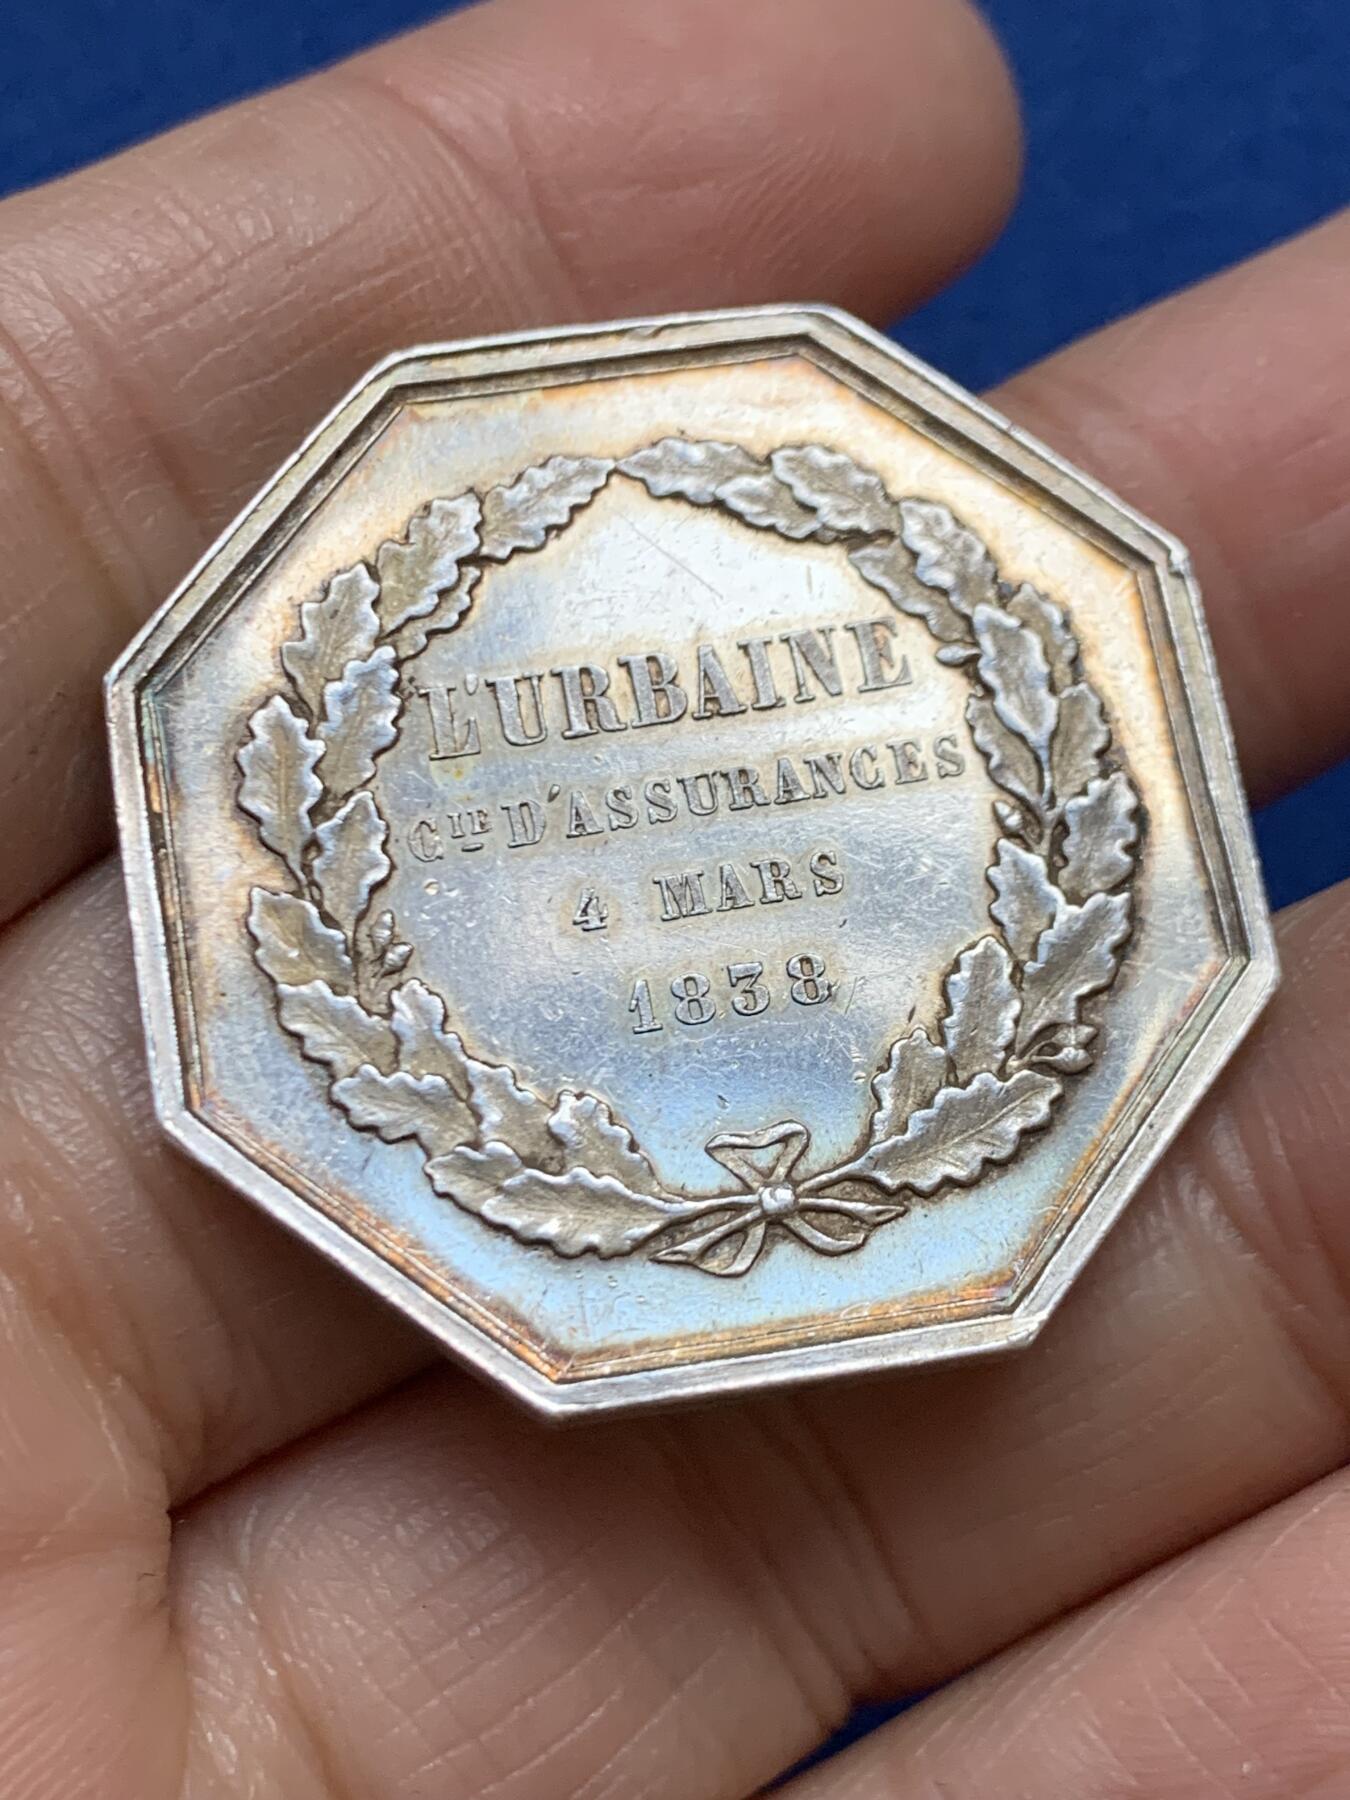 L'URBAINE
CIE D'ASSURANCES
4 MARS
1838